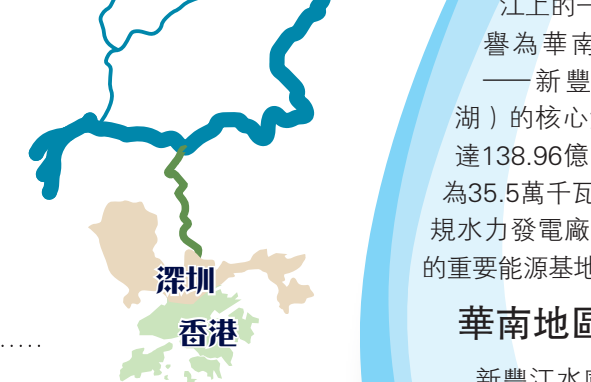 江上的一
譽為華南
——新豐
湖）的核心
達138.96億
為35.5萬千瓦
規水力發電廠
的重要能源基地
華南地區
新豐江水庫
深圳
香港
......